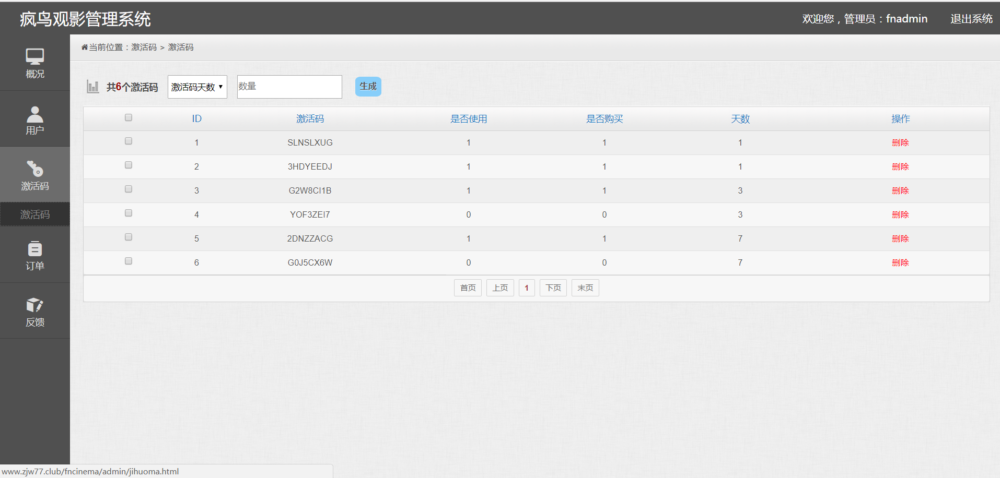 疯鸟观影管理系统
欢迎您，管理员：fnadmin 退出系统
当前位置：激活码 > 激活码
概况
用户
激活码
激活码
订单
反馈
共6个激活码 激活码天数 数量 生成
ID 激活码 是否使用 是否购买 天数 操作
1 SLNSLXUG 1 1 1 删除
2 3HDYEEDJ 1 1 1 删除
3 G2W8CI1B 1 1 3 删除
4 YOF3ZEI7 0 0 3 删除
5 2DNZZACG 1 1 7 删除
6 G0J5CX6W 0 0 7 删除
首页 上页 1 下页 末页
www.zjw77.club/fncinema/admin/jihuoma.html